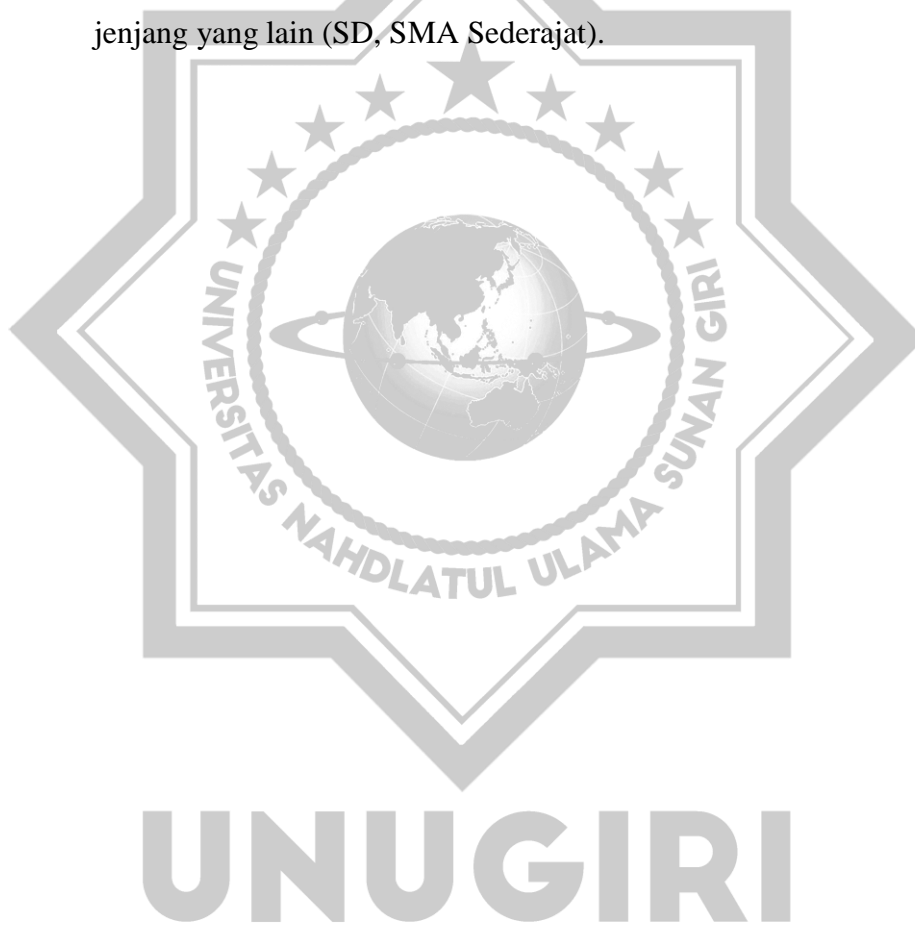 jenjang yang lain (SD, SMA Sederajat).
UNIVERSITAS NAHDLATUL ULAMA SUNAN GIRI
UNUGIRI